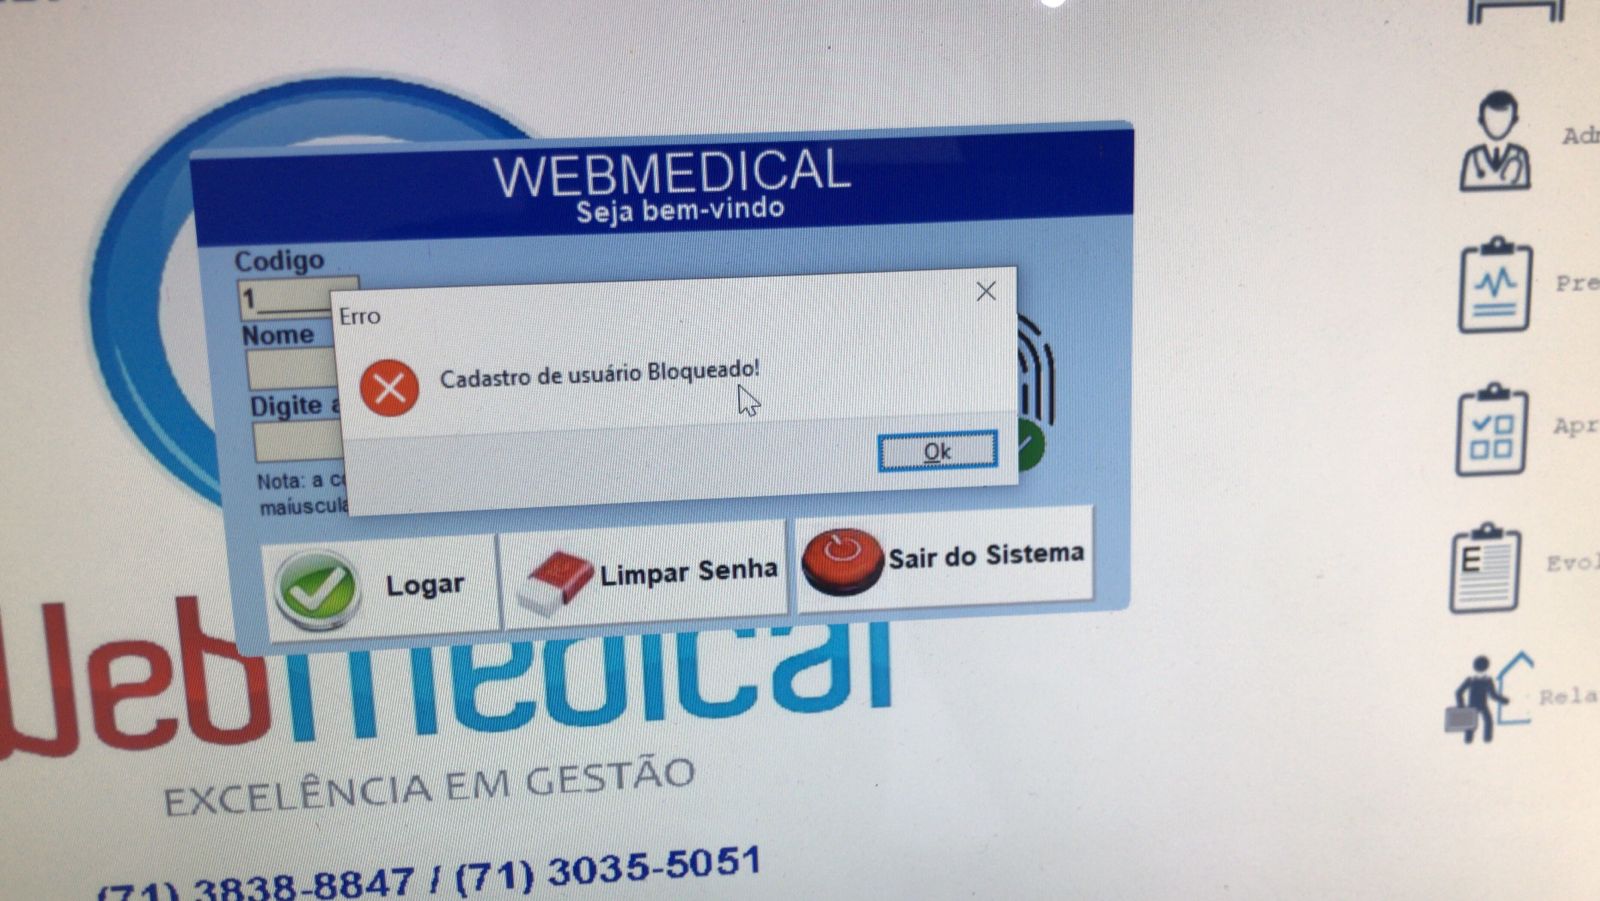 WEBMEDICAL
Seja bem-vindo
Codigo
1
Nome
Digite
Nota: a
maiuscula
Erro
Cadastro de usuário Bloqueado!
Ok
Logar
Limpar Senha
Sair do Sistema
Webmedical
EXCELÊNCIA EM GESTÃO
(71) 3838-8847 / (71) 3035-5051
Adm
Pre
Apr
E
Evol
Rela